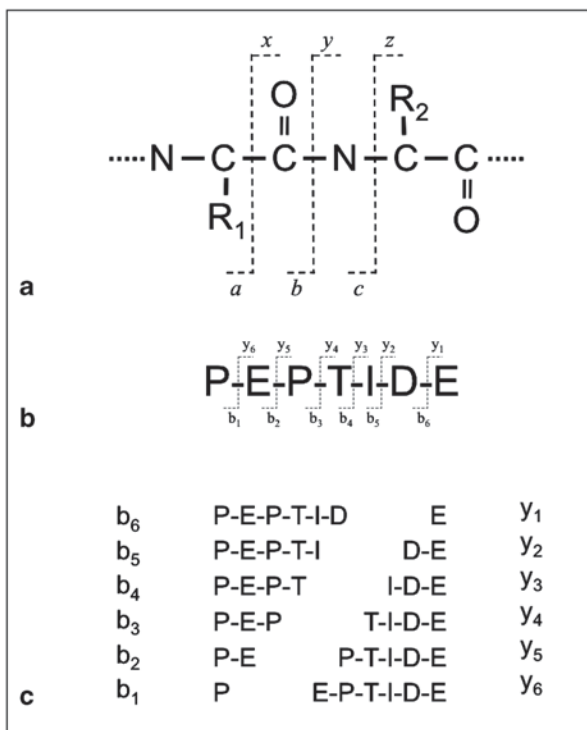 x y z
O R₂
N C C N C C
R₁ O
a b c
a
y₆ y₅ y₄ y₃ y₂ y₁
P-E-P-T-I-D-E
b₁ b₂ b₃ b₄ b₅ b₆
b
b₆ P-E-P-T-I-D E y₁
b₅ P-E-P-T-I D-E y₂
b₄ P-E-P-T I-D-E y₃
b₃ P-E-P T-I-D-E y₄
b₂ P-E P-T-I-D-E y₅
b₁ P E-P-T-I-D-E y₆
c